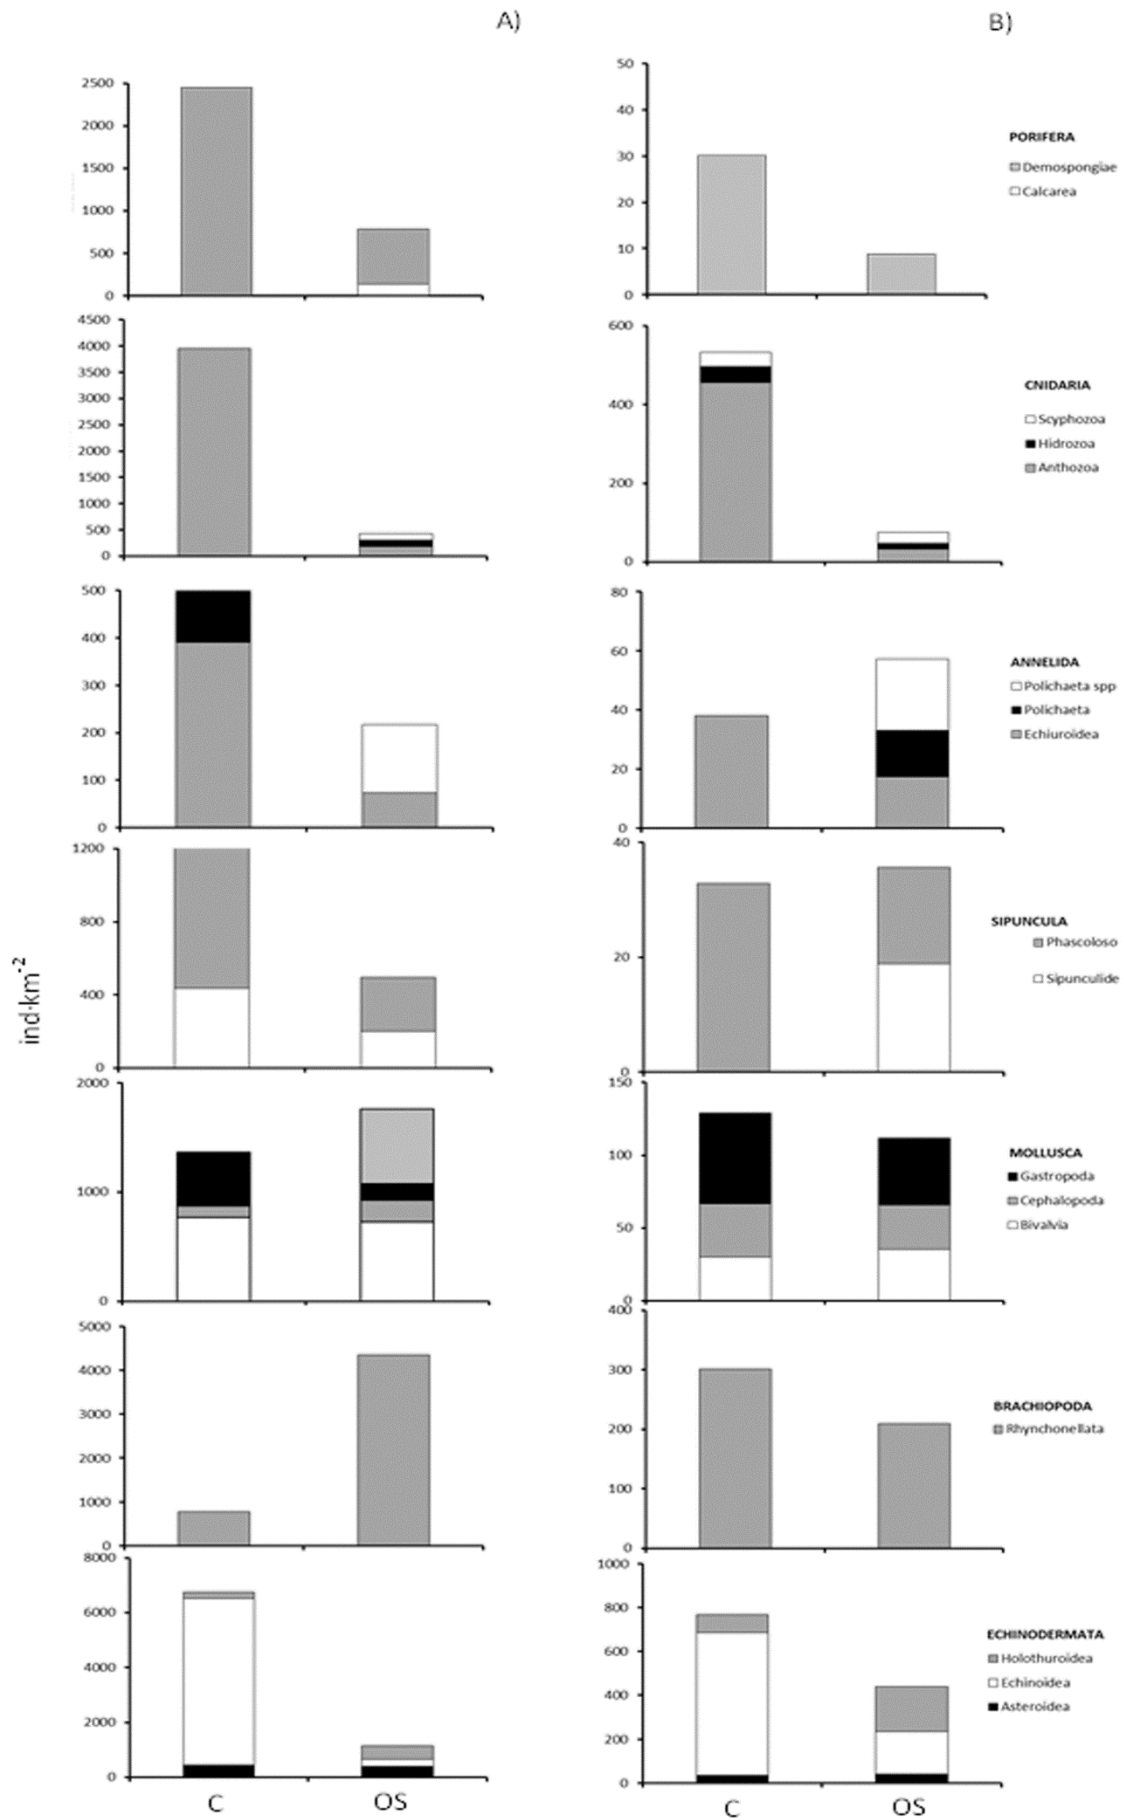 A)
B)
2500
2000
1500
1000
500
0
50
40
30
20
10
0
PORIFERA
Demospongiae
Calcarea
4500
4000
3500
3000
2500
2000
1500
1000
500
0
600
400
200
0
CNIDARIA
Scyphozoa
Hidrozoa
Anthozoa
500
400
300
200
100
0
80
60
40
20
0
ANNELIDA
Polichaeta spp
Polichaeta
Echiuroidea
1200
800
400
0
40
20
0
SIPUNCULA
Phascoloso
Sipunculide
ind·km-2
2000
1000
0
150
100
50
0
MOLLUSCA
Gastropoda
Cephalopoda
Bivalvia
5000
4000
3000
2000
1000
0
400
300
200
100
0
BRACHIOPODA
Rhynchonellata
8000
6000
4000
2000
0
1000
800
600
400
200
0
ECHINODERMATA
Holothuroidea
Echinoidea
Asteroidea
C OS
C OS